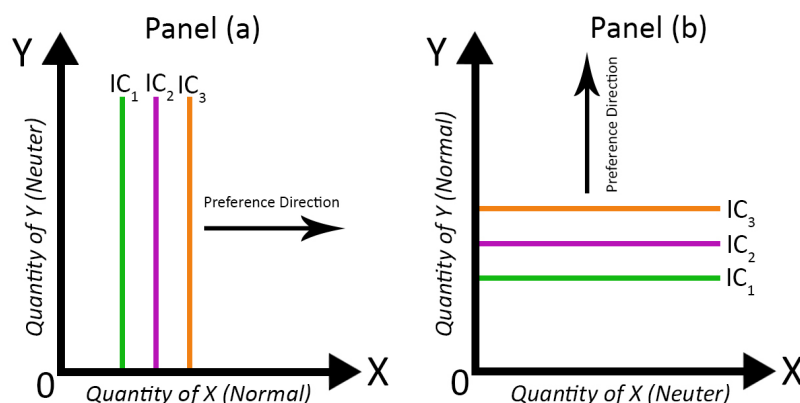 Panel (a)
Y
IC1 IC2 IC3
Quantity of Y (Neuter)
Preference Direction
0
X
Quantity of X (Normal)
Panel (b)
Y
Preference Direction
Quantity of Y (Normal)
IC3
IC2
IC1
0
X
Quantity of X (Neuter)